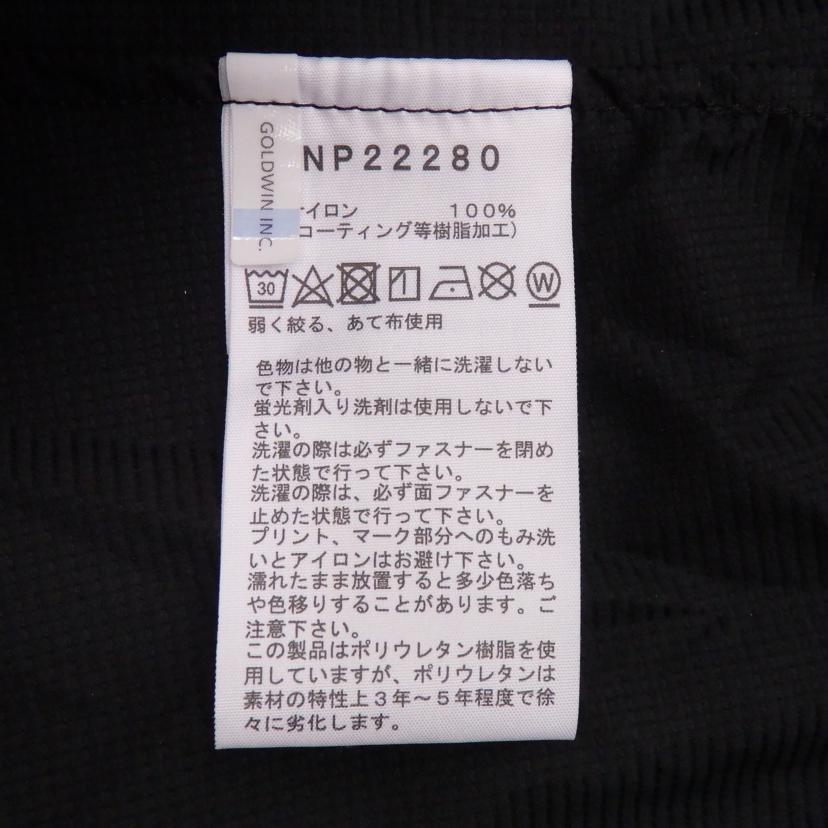 GOLDWIN INC.
NP22280
イロン 100%
コーティング等樹脂加工)
30 W
弱く絞る、あて布使用
色物は他の物と一緒に洗濯しない
で下さい。
蛍光剤入り洗剤は使用しないで下
さい。
洗濯の際は必ずファスナーを閉め
た状態で行って下さい。
洗濯の際は、必ず面ファスナーを
止めた状態で行って下さい。
プリント、マーク部分へのもみ洗
いとアイロンはお避け下さい。
濡れたまま放置すると多少色落ち
や色移りすることがあります。ご
注意下さい。
この製品はポリウレタン樹脂を使
用していますが、ポリウレタンは
素材の特性上3年~5年程度で徐
々に劣化します。